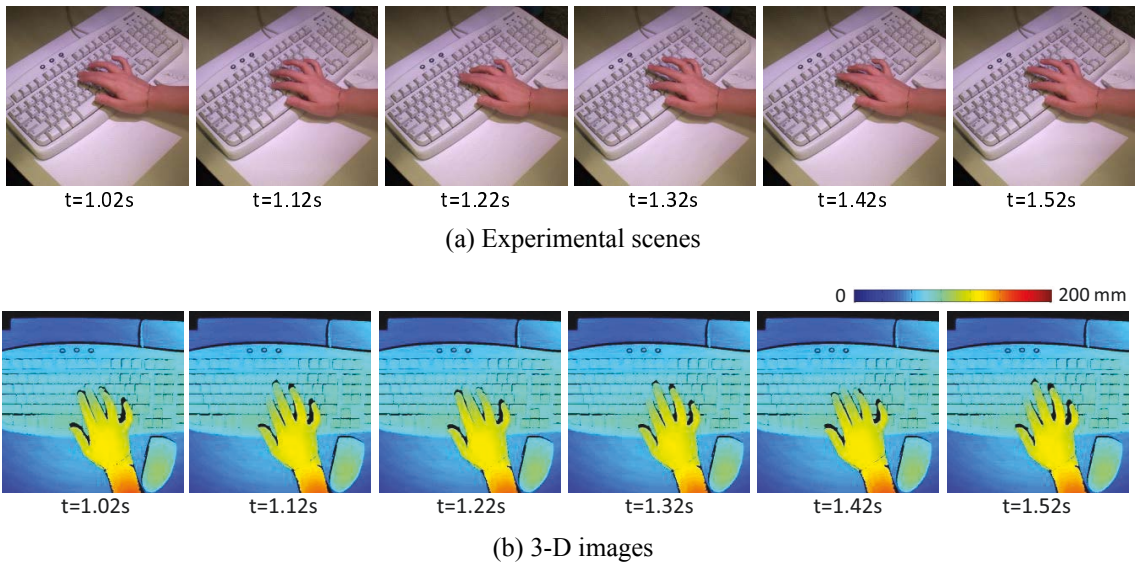 t=1.02s t=1.12s t=1.22s t=1.32s t=1.42s t=1.52s
(a) Experimental scenes
0 200 mm
t=1.02s t=1.12s t=1.22s t=1.32s t=1.42s t=1.52s
(b) 3-D images